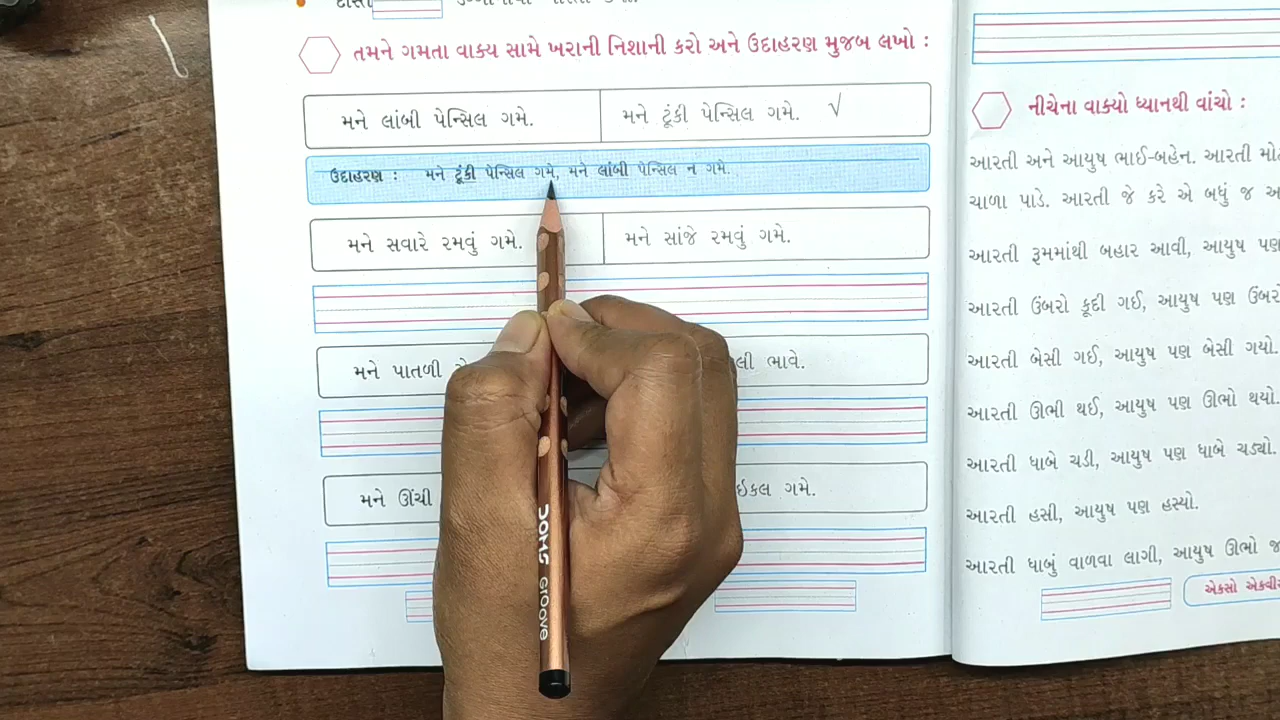 તમને ગમતા વાક્ય સામે ખરાની નિશાની કરો અને ઉદાહરણ મુજબ લખો :
મને લાંબી પેન્સિલ ગમે. મને ટૂંકી પેન્સિલ ગમે. √
ઉદાહરણ : મને ટૂંકી પેન્સિલ ગમે, મને લાંબી પેન્સિલ ન ગમે.
મને સવારે રમવું ગમે. મને સાંજે રમવું ગમે.
મને પાતળી ભાવે.
મને ઊંચી ગમે.
DOMS Groove
નીચેના વાક્યો ધ્યાનથી વાંચો :
આરતી અને આયુષ ભાઈ-બહેન. આરતી
ચાળા પાડે. આરતી જે કરે એ બધું જ
આરતી રૂમમાંથી બહાર આવી, આયુષ પણ
આરતી ઉંબરો કૂદી ગઈ, આયુષ પણ
આરતી બેસી ગઈ, આયુષ પણ બેસી ગયો.
આરતી ઊભી થઈ, આયુષ પણ ઊભો થયો.
આરતી ધાબે ચડી, આયુષ પણ ધાબે ચડ્યો.
આરતી હસી, આયુષ પણ હસ્યો.
આરતી ધાબું વાળવા લાગી, આયુષ ઊભો
એકસો